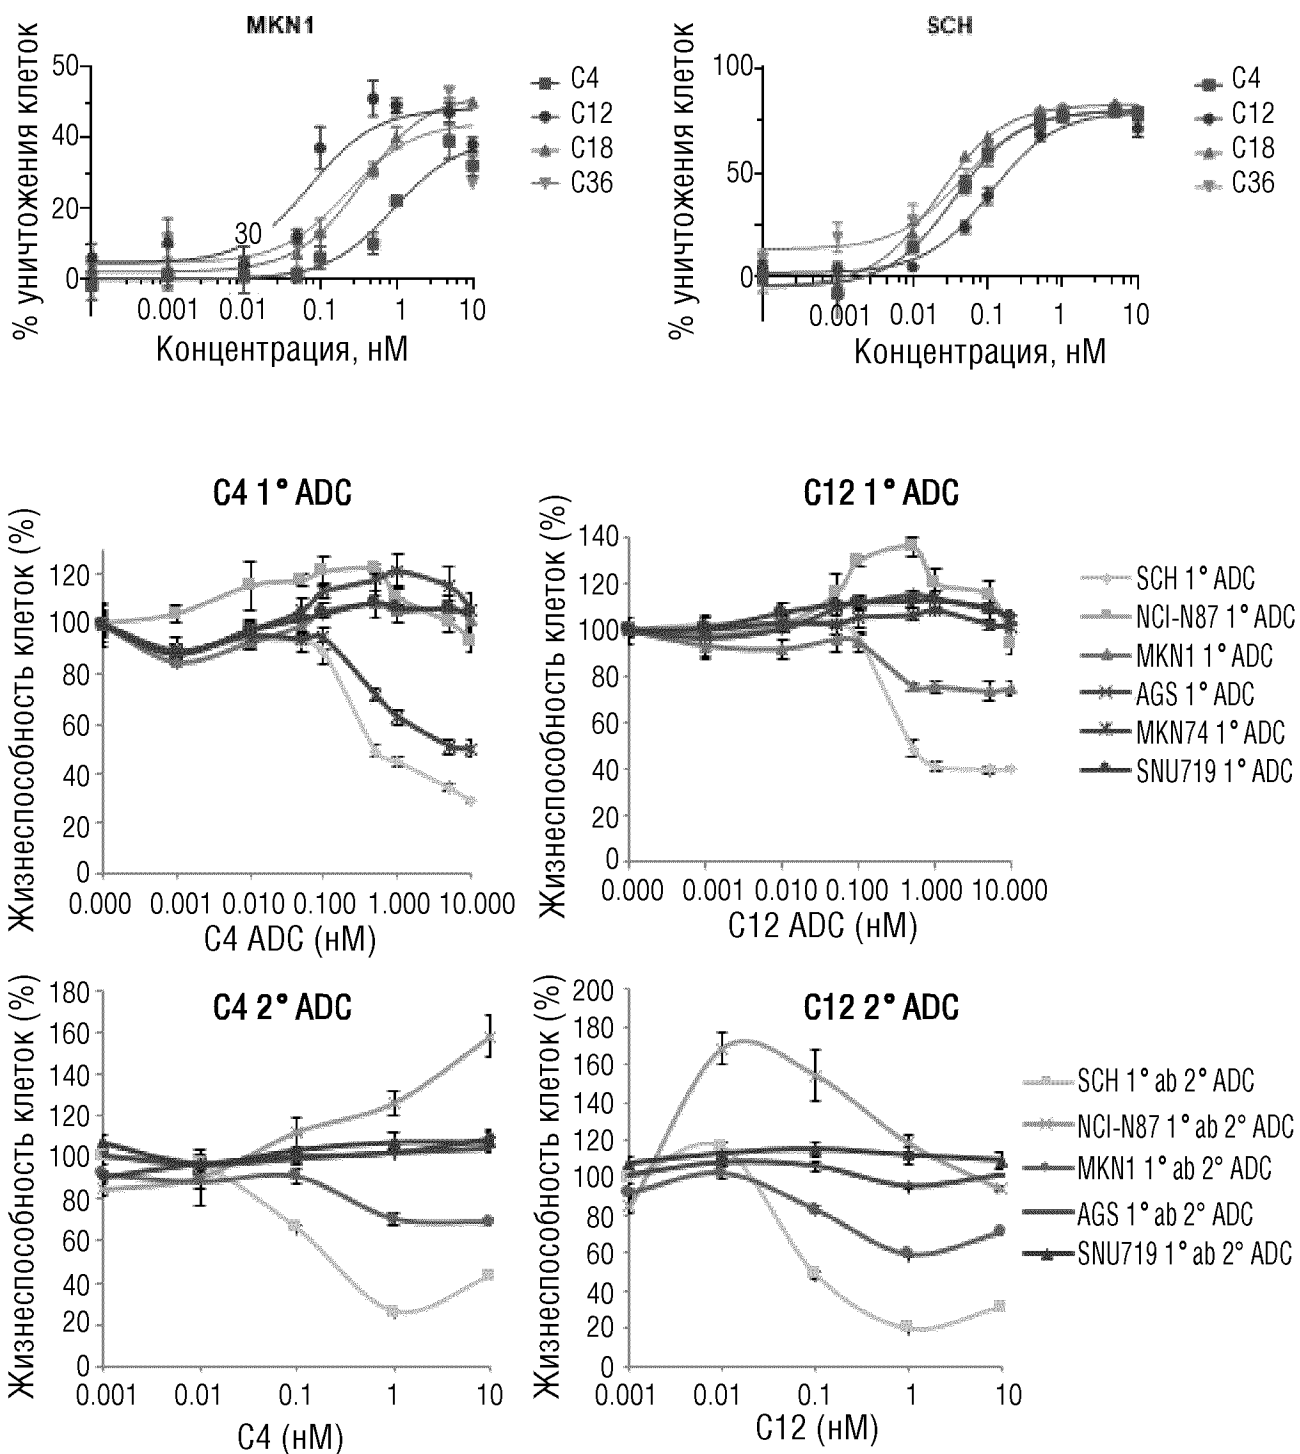 MKN1
% уничтожения клеток
50
40
30
20
0
0.001 0.01 0.1 1 10
Концентрация, нМ
C4
C12
C18
C36
SCH
% уничтожения клеток
100
50
0
0.001 0.01 0.1 1 10
Концентрация, нМ
C4
C12
C18
C36
C4 1° ADC
Жизнеспособность клеток (%)
120
100
80
60
40
20
0
0.000 0.001 0.010 0.100 1.000 10.000
C4 ADC (нМ)
C12 1° ADC
Жизнеспособность клеток (%)
140
120
100
80
60
40
20
0
0.000 0.001 0.010 0.100 1.000 10.000
C12 ADC (нМ)
SCH 1° ADC
NCI-N87 1° ADC
MKN1 1° ADC
AGS 1° ADC
MKN74 1° ADC
SNU719 1° ADC
C4 2° ADC
Жизнеспособность клеток (%)
180
160
140
120
100
80
60
40
20
0
0.001 0.01 0.1 1 10
C4 (нМ)
C12 2° ADC
Жизнеспособность клеток (%)
200
180
160
140
120
100
80
60
40
20
0
0.001 0.01 0.1 1 10
C12 (нМ)
SCH 1° ab 2° ADC
NCI-N87 1° ab 2° ADC
MKN1 1° ab 2° ADC
AGS 1° ab 2° ADC
SNU719 1° ab 2° ADC